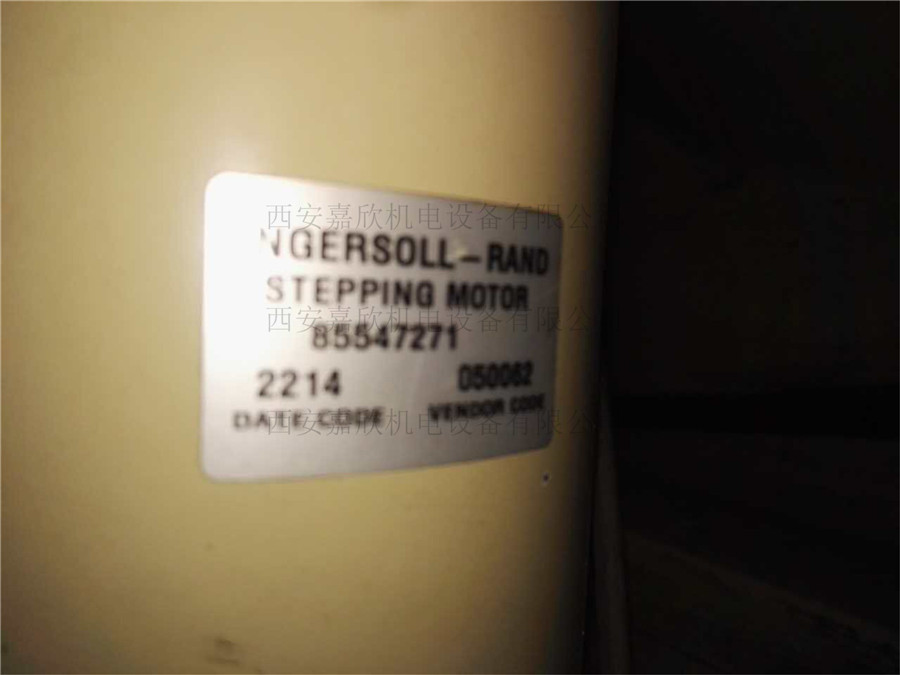 西安嘉欣机电设备有限公
NGERSOLL-RAND
STEPPING MOTOR
西安嘉欣机电设备有限公
85547271
2214 050062
西安嘉欣机电设备有限公
DATE CODE VENDOR CODE